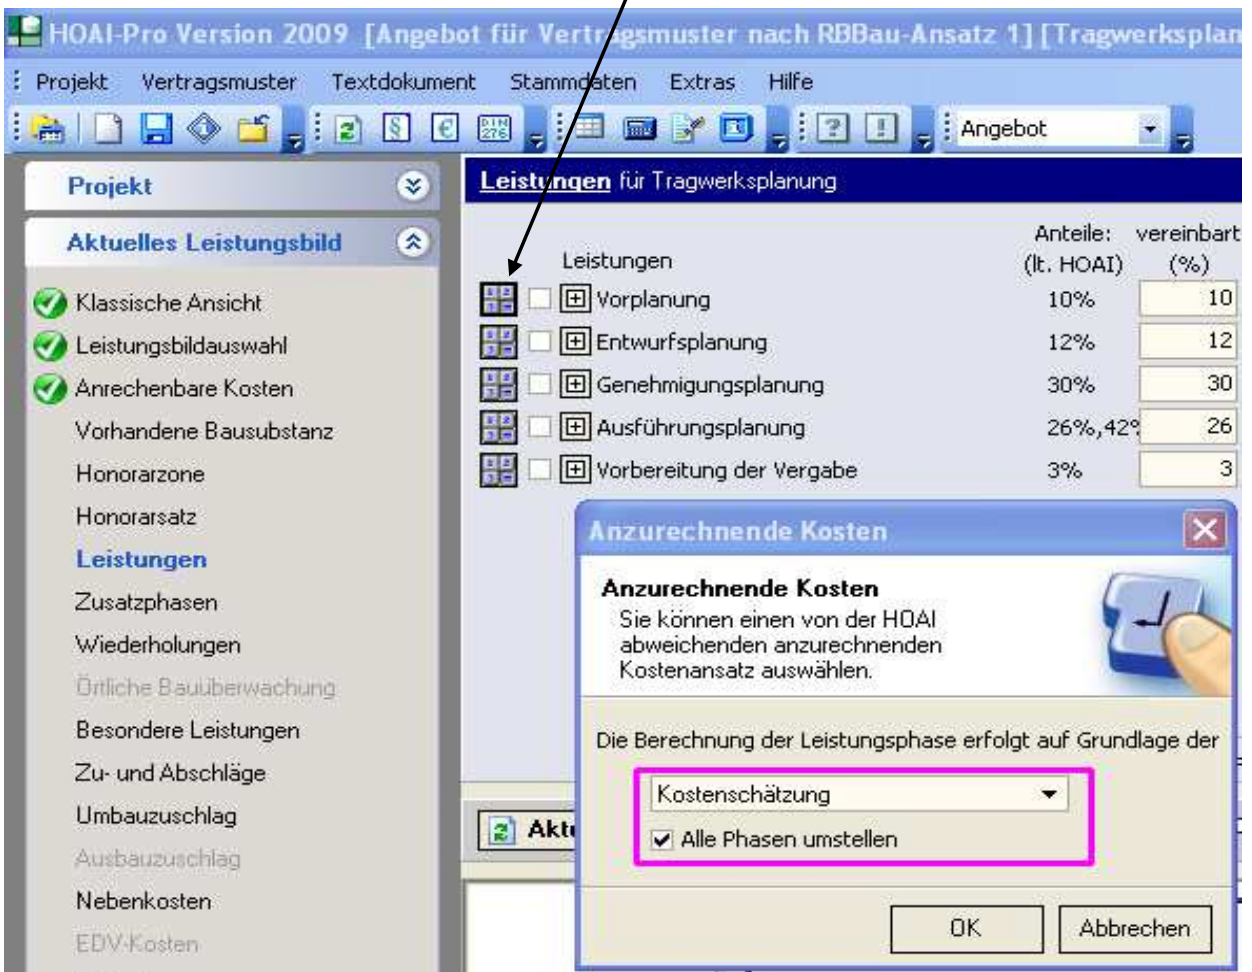 HOAI-Pro Version 2009 [Angebot für Vertragsmuster nach RBBau-Ansatz 1] [Tragwerksplan
Projekt Vertragsmuster Textdokument Stammdaten Extras Hilfe
§ € DIN 276 ? ! Angebot
Projekt
Aktuelles Leistungsbild
Klassische Ansicht
Leistungsbildauswahl
Anrechenbare Kosten
Vorhandene Bausubstanz
Honorarzone
Honorarsatz
Leistungen
Zusatzphasen
Wiederholungen
Örtliche Bauüberwachung
Besondere Leistungen
Zu- und Abschläge
Umbauzuschlag
Ausbauzuschlag
Nebenkosten
EDV-Kosten
Leistungen für Tragwerksplanung
Anteile: vereinbart
Leistungen (lt. HOAI) (%)
Vorplanung 10% 10
Entwurfsplanung 12% 12
Genehmigungsplanung 30% 30
Ausführungsplanung 26%,42% 26
Vorbereitung der Vergabe 3% 3
Aktu
Anzurechnende Kosten
Anzurechnende Kosten
Sie können einen von der HOAI
abweichenden anzurechnenden
Kostenansatz auswählen.
Die Berechnung der Leistungsphase erfolgt auf Grundlage der
Kostenschätzung
Alle Phasen umstellen
OK Abbrechen